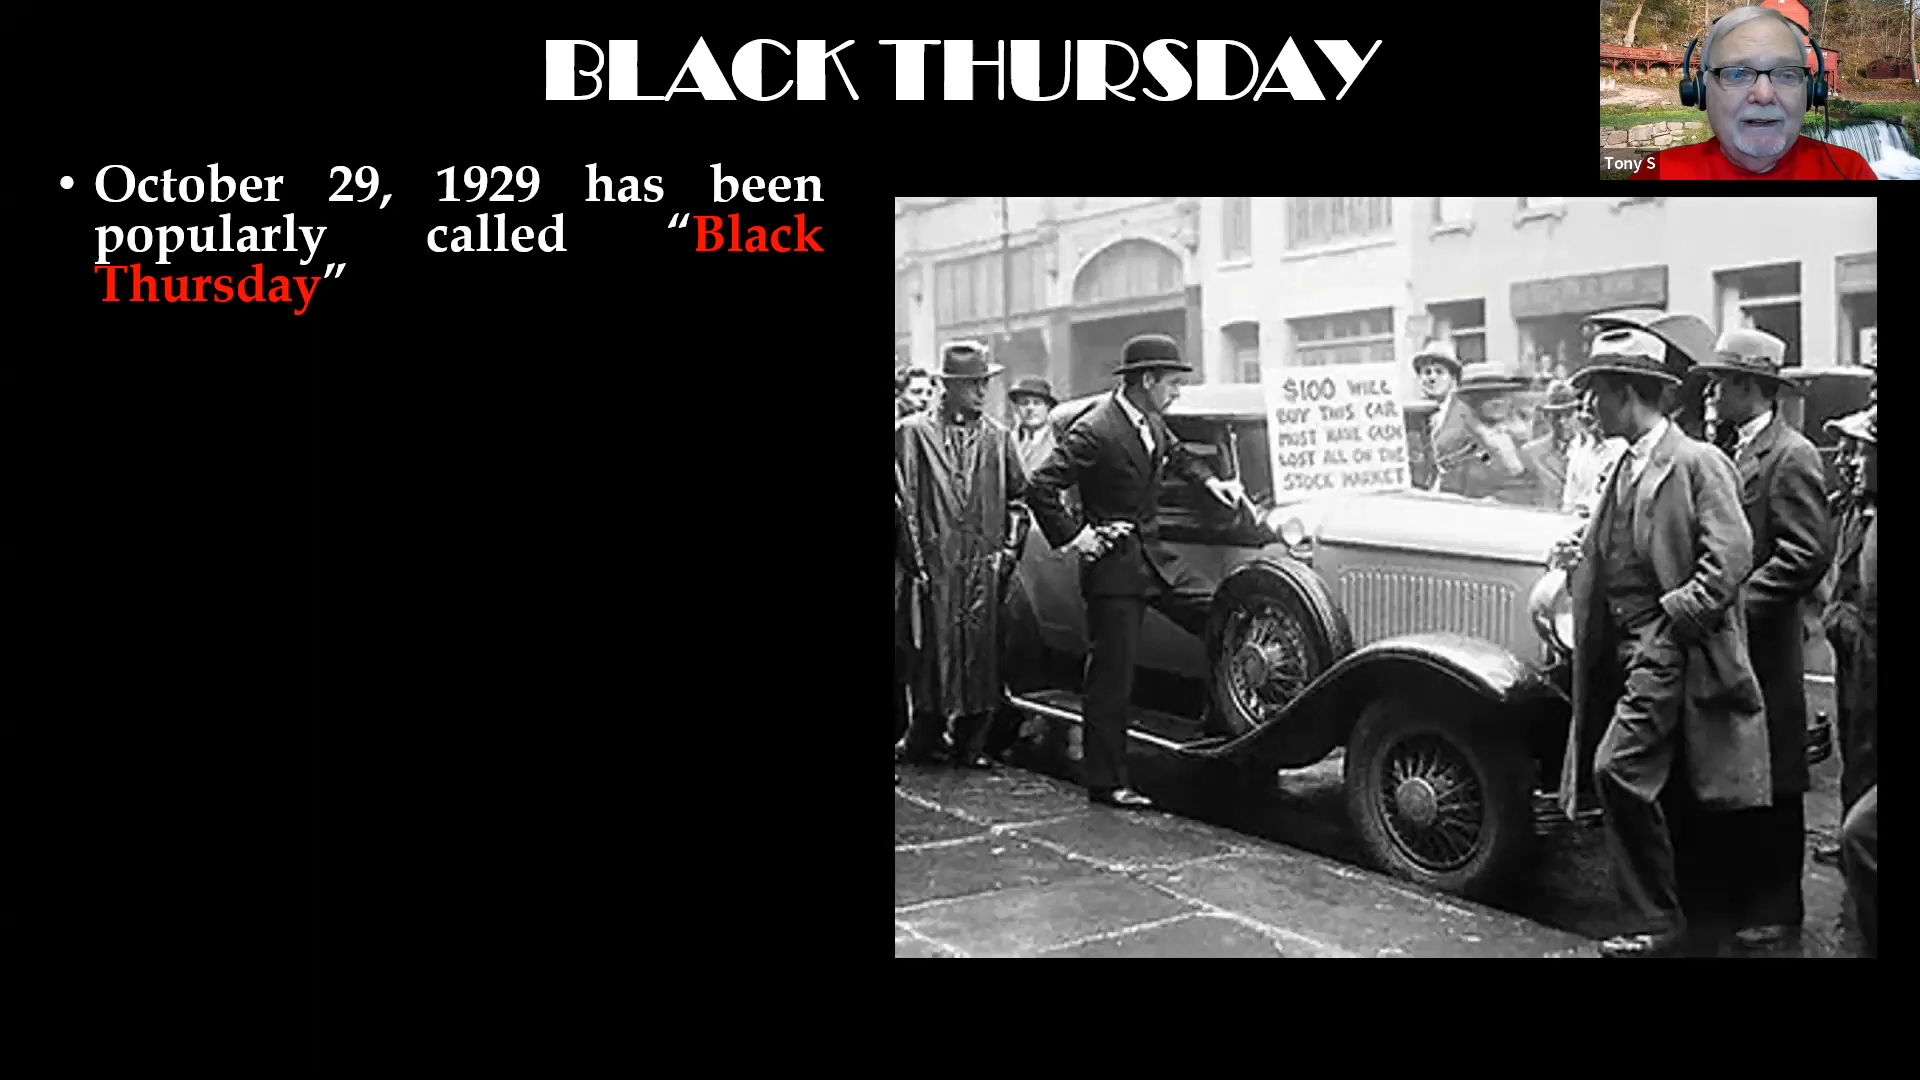 BLACK THURSDAY
Tony S
• October 29, 1929 has been
popularly called “Black
Thursday”
$100 WILL
BUY THIS CAR
MUST HAVE CASH
LOST ALL ON THE
STOCK MARKET